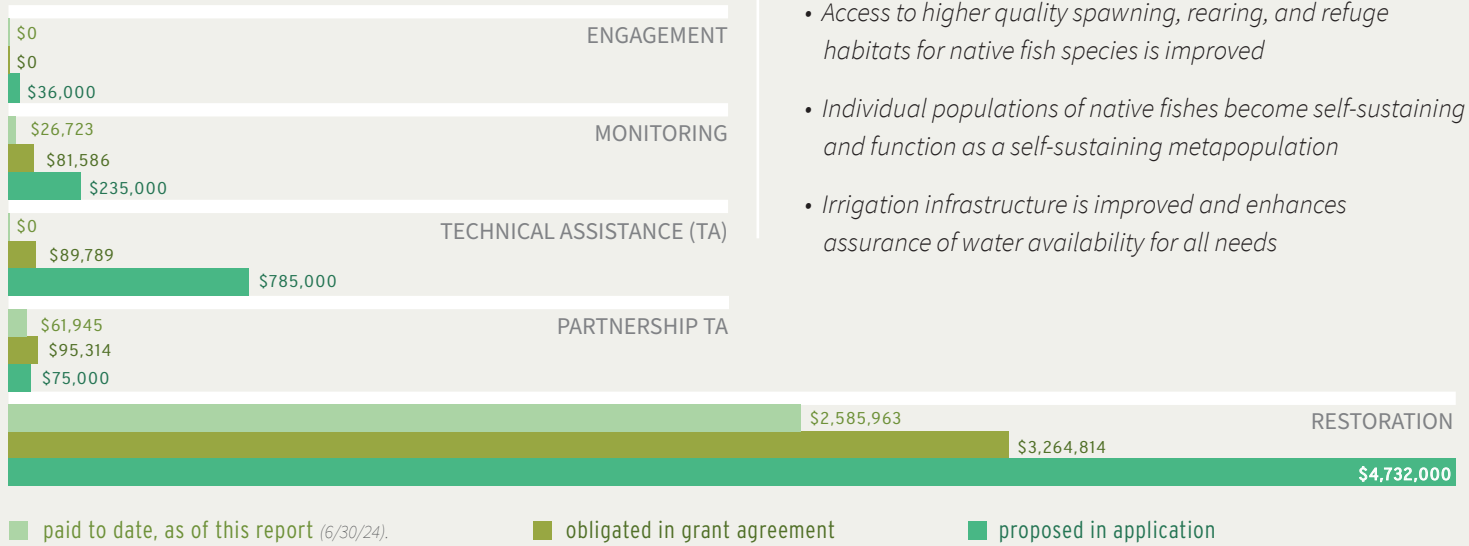 $0
ENGAGEMENT
$0
$36,000
$26,723
MONITORING
$81,586
$235,000
$0
TECHNICAL ASSISTANCE (TA)
$89,789
$785,000
$61,945
PARTNERSHIP TA
$95,314
$75,000
• Access to higher quality spawning, rearing, and refuge
habitats for native fish species is improved
• Individual populations of native fishes become self-sustaining
and function as a self-sustaining metapopulation
• Irrigation infrastructure is improved and enhances
assurance of water availability for all needs
$2,585,963
RESTORATION
$3,264,814
$4,732,000
paid to date, as of this report (6/30/24).
obligated in grant agreement
proposed in application